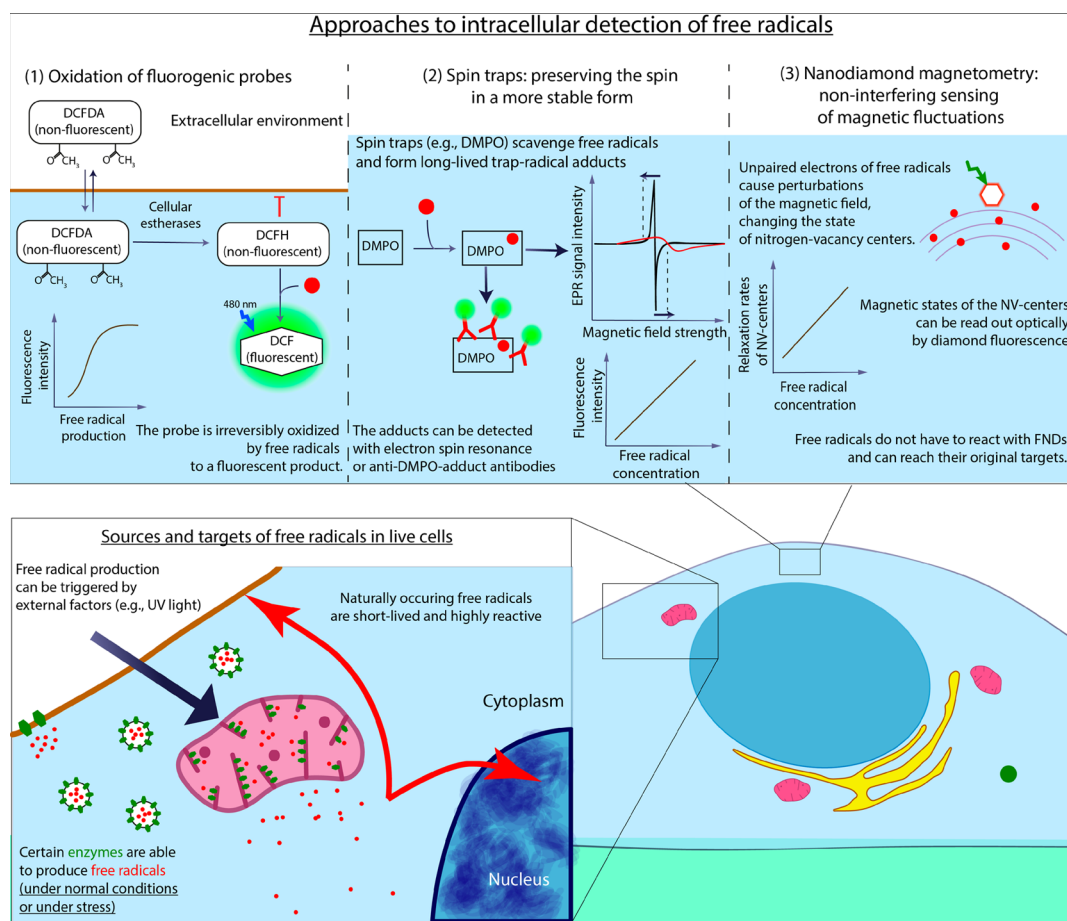 Approaches to intracellular detection of free radicals
(1) Oxidation of fluorogenic probes
DCFDA
(non-fluorescent)
O
CH3
O
CH3
Extracellular environment
DCFDA
(non-fluorescent)
O
CH3
O
CH3
Cellular
estherases
DCFH
(non-fluorescent)
480 nm
DCF
(fluorescent)
Fluorescence
intensity
Free radical
production
The probe is irreversibly oxidized
by free radicals
to a fluorescent product.
(2) Spin traps: preserving the spin
in a more stable form
Spin traps (e.g., DMPO) scavenge free radicals
and form long-lived trap-radical adducts
DMPO
DMPO
DMPO
EPR signal intensity
Magnetic field strength
Fluorescence
intensity
Free radical
concentration
The adducts can be detected
with electron spin resonance
or anti-DMPO-adduct antibodies
(3) Nanodiamond magnetometry:
non-interfering sensing
of magnetic fluctuations
Unpaired electrons of free radicals
cause perturbations
of the magnetic field,
changing the state
of nitrogen-vacancy centers.
Relaxation rates
of NV-centers
Free radical
concentration
Magnetic states of the NV-centers
can be read out optically
by diamond fluorescence
Free radicals do not have to react with FNDs
and can reach their original targets.
Sources and targets of free radicals in live cells
Free radical production
can be triggered by
external factors (e.g., UV light)
Naturally occuring free radicals
are short-lived and highly reactive
Cytoplasm
Nucleus
Certain enzymes are able
to produce free radicals
(under normal conditions
or under stress)